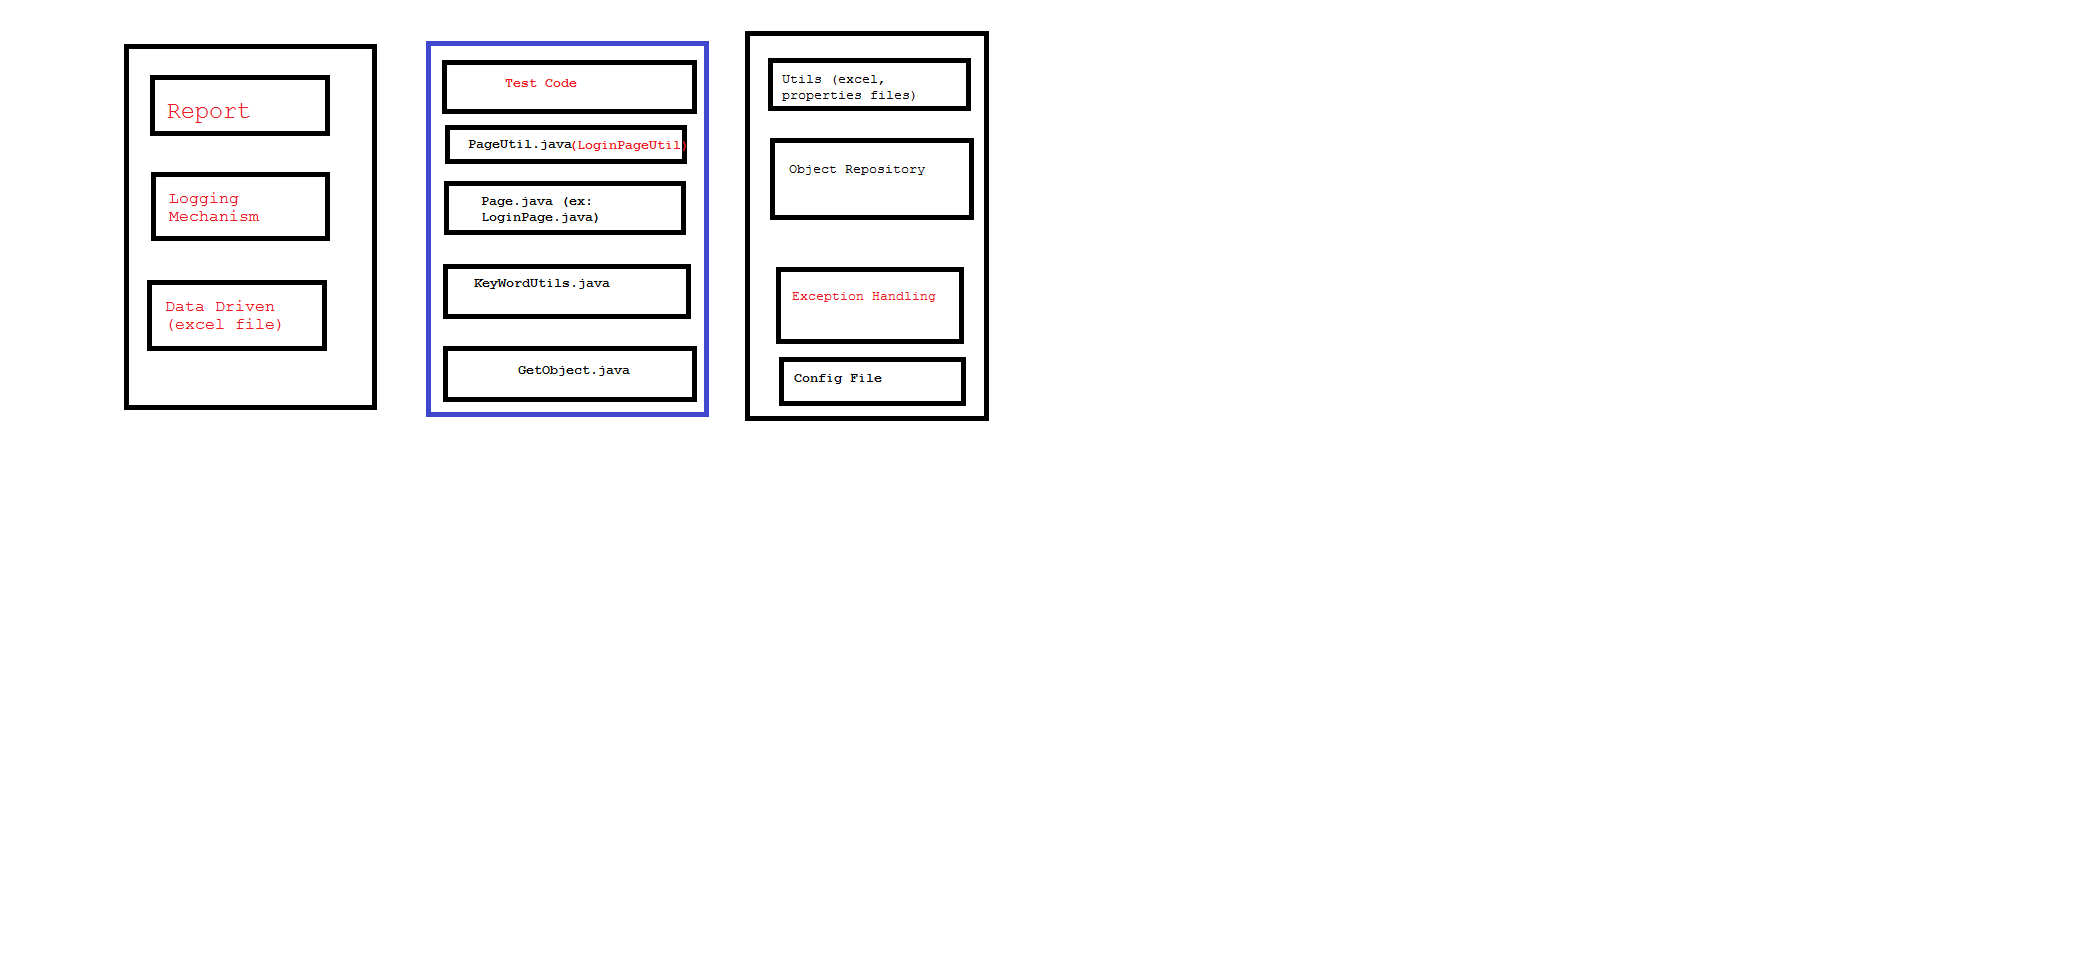 Report
Logging
Mechanism
Data Driven
(excel file)
Test Code
PageUtil.java(LoginPageUtil)
Page.java (ex:
LoginPage.java)
KeyWordUtils.java
GetObject.java
Utils (excel,
properties files)
Object Repository
Exception Handling
Config File